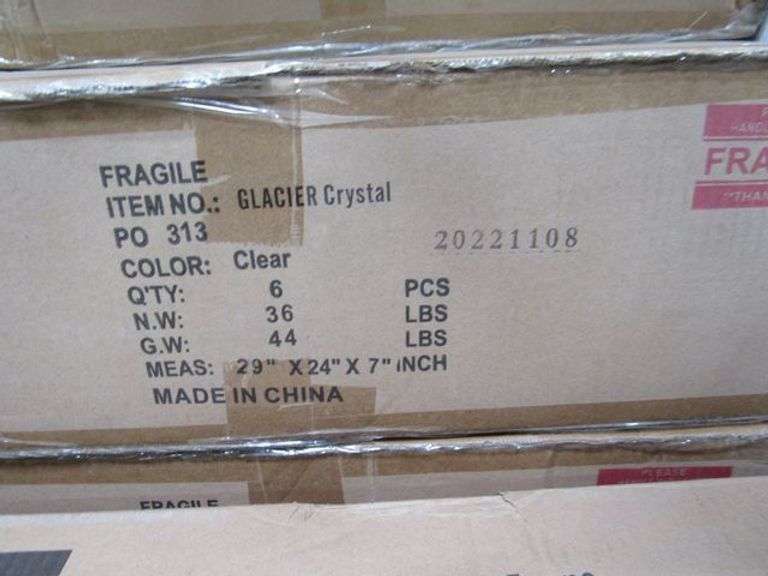 FRAGILE
ITEM NO.: GLACIER Crystal
PO 313
20221108
COLOR: Clear
Q'TY: 6 PCS
N.W: 36 LBS
G.W: 44 LBS
MEAS: 29" X 24" X 7" INCH
MADE IN CHINA
FRA
PLEASE
FRAGILE